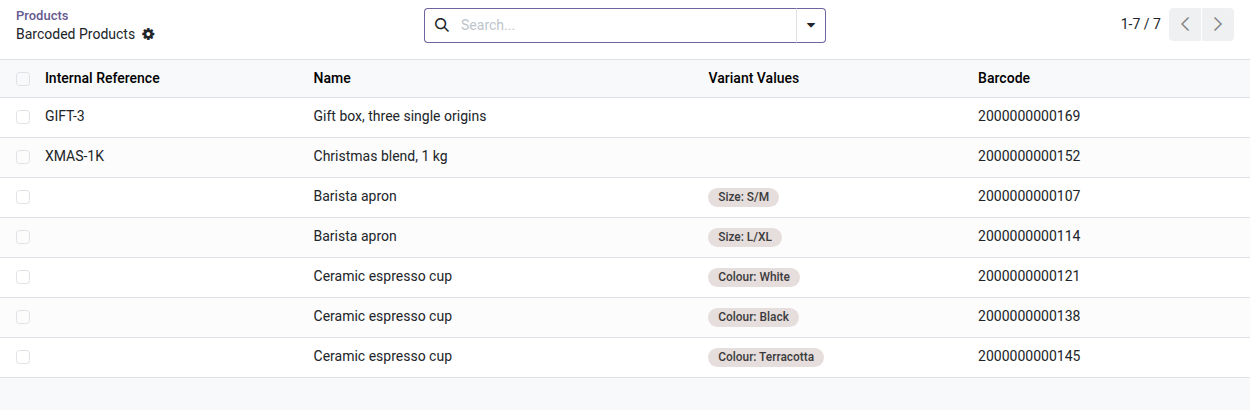 Products
Barcoded Products
Search...
1-7 / 7
Internal Reference Name Variant Values Barcode
GIFT-3 Gift box, three single origins 2000000000169
XMAS-1K Christmas blend, 1 kg 2000000000152
Barista apron Size: S/M 2000000000107
Barista apron Size: L/XL 2000000000114
Ceramic espresso cup Colour: White 2000000000121
Ceramic espresso cup Colour: Black 2000000000138
Ceramic espresso cup Colour: Terracotta 2000000000145